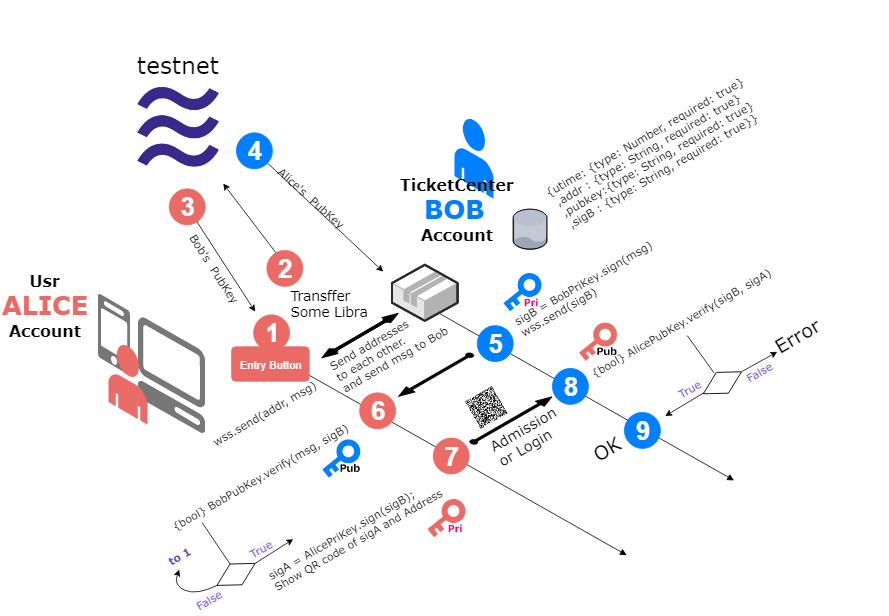 testnet
4
Alice's PubKey
3
Bob's PubKey
2
Transffer
Some Libra
TicketCenter
BOB
Account
{utime: {type: Number, required: true}
,addr : {type: String, required: true}
,pubkey:{type: String, required: true}
,sigB : {type: String, required: true}}
Usr
ALICE
Account
1
Entry Button
Send addresses
to each other.
and send msg to Bob
wss.send(addr, msg)
Pri
sigB = BobPriKey.sign(msg)
wss.send(sigB)
5
Pub
{bool} AlicePubKey.verify(sigB, sigA)
True
False
Error
6
{bool} BobPubKey.verify(msg, sigB)
Pub
to 1
True
False
7
8
Admission
or Login
9
OK
sigA = AlicePriKey.sign(sigB);
Show QR code of sigA and Address
Pri